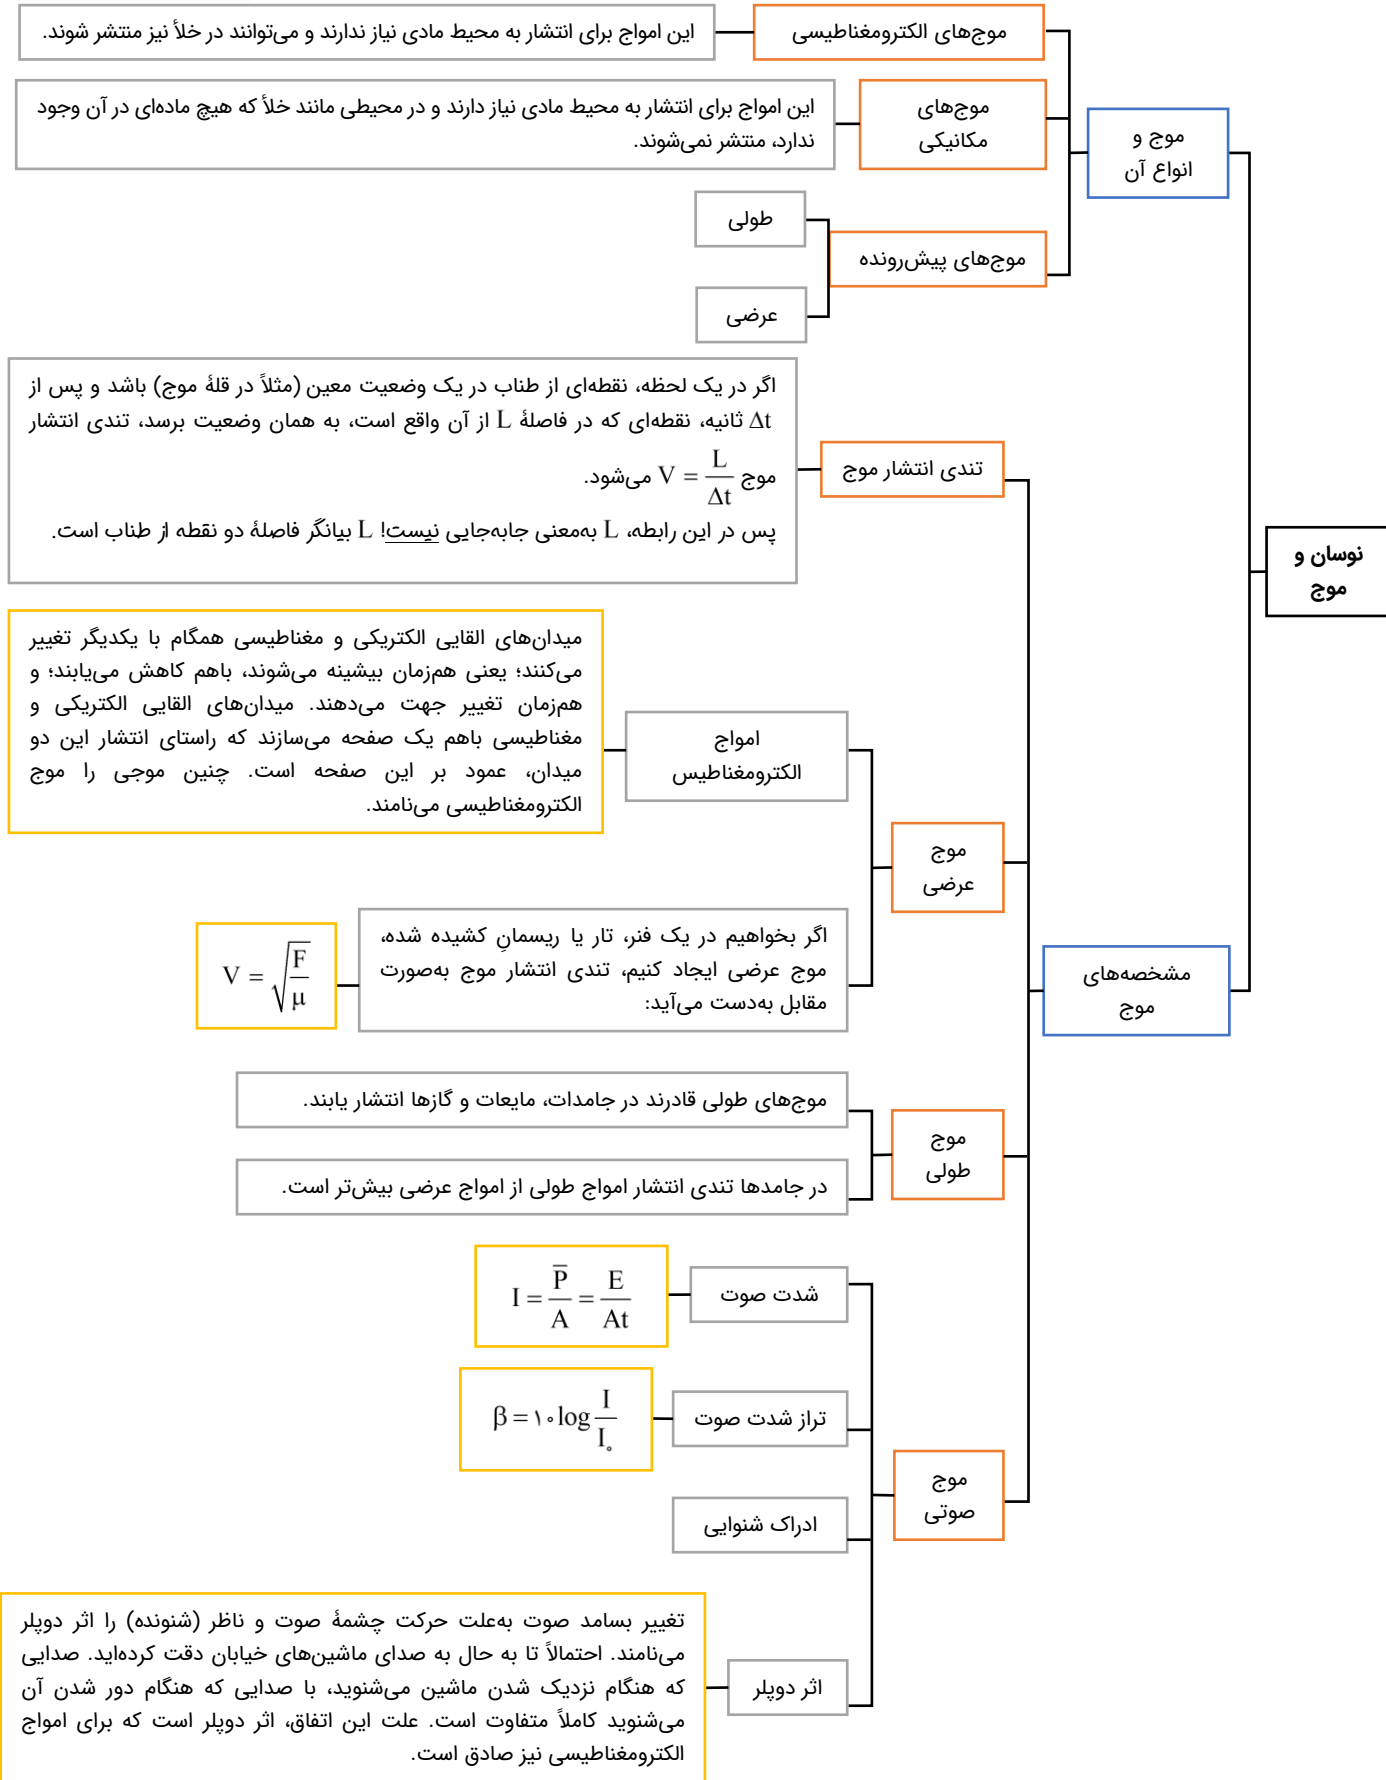 نوسان و
موج
موج و
انواع آن
موج‌های الکترومغناطیسی
این امواج برای انتشار به محیط مادی نیاز ندارند و می‌توانند در خلأ نیز منتشر شوند.
موج‌های
مکانیکی
این امواج برای انتشار به محیط مادی نیاز دارند و در محیطی مانند خلأ که هیچ ماده‌ای در آن وجود
ندارد، منتشر نمی‌شوند.
موج‌های پیش‌رونده
طولی
عرضی
مشخصه‌های
موج
تندی انتشار موج
اگر در یک لحظه، نقطه‌ای از طناب در یک وضعیت معین (مثلاً در قلهٔ موج) باشد و پس از
Δt ثانیه، نقطه‌ای که در فاصلهٔ L از آن واقع است، به همان وضعیت برسد، تندی انتشار
موج V = L/Δt می‌شود.
پس در این رابطه، L به‌معنی جابه‌جایی نیست! L بیانگر فاصلهٔ دو نقطه از طناب است.
موج
عرضی
امواج
الکترومغناطیس
میدان‌های القایی الکتریکی و مغناطیسی همگام با یکدیگر تغییر
می‌کنند؛ یعنی هم‌زمان بیشینه می‌شوند، باهم کاهش می‌یابند؛ و
هم‌زمان تغییر جهت می‌دهند. میدان‌های القایی الکتریکی و
مغناطیسی باهم یک صفحه می‌سازند که راستای انتشار این دو
میدان، عمود بر این صفحه است. چنین موجی را موج
الکترومغناطیسی می‌نامند.
اگر بخواهیم در یک فنر، تار یا ریسمانِ کشیده شده،
موج عرضی ایجاد کنیم، تندی انتشار موج به‌صورت
مقابل به‌دست می‌آید:
V = √(F/μ)
موج
طولی
موج‌های طولی قادرند در جامدات، مایعات و گازها انتشار یابند.
در جامدها تندی انتشار امواج طولی از امواج عرضی بیش‌تر است.
موج
صوتی
شدت صوت
I = P̅/A = E/At
تراز شدت صوت
β = ۱۰ log I/I₀
ادراک شنوایی
اثر دوپلر
تغییر بسامد صوت به‌علت حرکت چشمهٔ صوت و ناظر (شنونده) را اثر دوپلر
می‌نامند. احتمالاً تا به حال به صدای ماشین‌های خیابان دقت کرده‌اید. صدایی
که هنگام نزدیک شدن ماشین می‌شنوید، با صدایی که هنگام دور شدن آن
می‌شنوید کاملاً متفاوت است. علت این اتفاق، اثر دوپلر است که برای امواج
الکترومغناطیسی نیز صادق است.